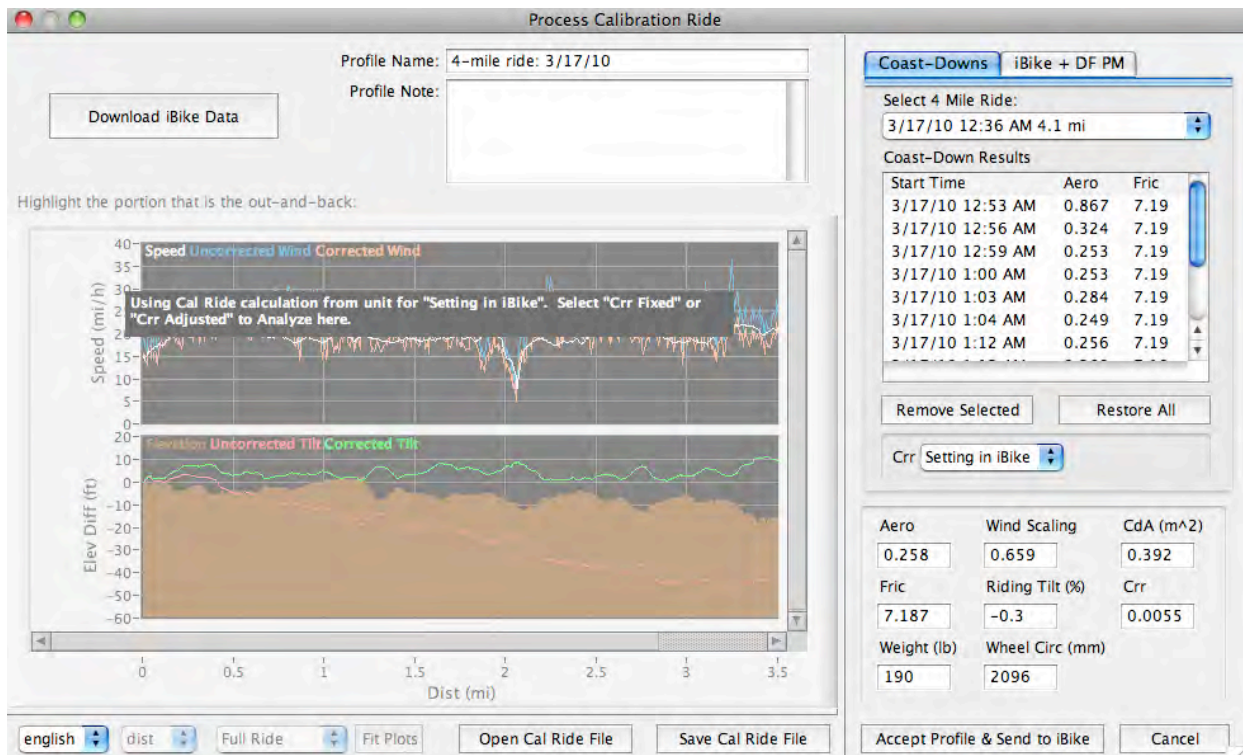 Process Calibration Ride
Profile Name: 4-mile ride: 3/17/10
Profile Note:
Download iBike Data
Highlight the portion that is the out-and-back:
Speed Uncorrected Wind Corrected Wind
Using Cal Ride calculation from unit for "Setting in iBike". Select "Crr Fixed" or
"Crr Adjusted" to Analyze here.
Speed (mi/h)
40
35
30
15
10
5
0
Elevation Uncorrected Tilt Corrected Tilt
Elev Diff (ft)
20
10
0
-10
-20
-30
-40
-50
-60
0 0.5 1 1.5 2 2.5 3 3.5
Dist (mi)
english dist Full Ride Fit Plots Open Cal Ride File Save Cal Ride File
Coast-Downs iBike + DF PM
Select 4 Mile Ride:
3/17/10 12:36 AM 4.1 mi
Coast-Down Results
Start Time Aero Fric
3/17/10 12:53 AM 0.867 7.19
3/17/10 12:56 AM 0.324 7.19
3/17/10 12:59 AM 0.253 7.19
3/17/10 1:00 AM 0.253 7.19
3/17/10 1:03 AM 0.284 7.19
3/17/10 1:04 AM 0.249 7.19
3/17/10 1:12 AM 0.256 7.19
Remove Selected Restore All
Crr Setting in iBike
Aero Wind Scaling CdA (m^2)
0.258 0.659 0.392
Fric Riding Tilt (%) Crr
7.187 -0.3 0.0055
Weight (lb) Wheel Circ (mm)
190 2096
Accept Profile & Send to iBike Cancel